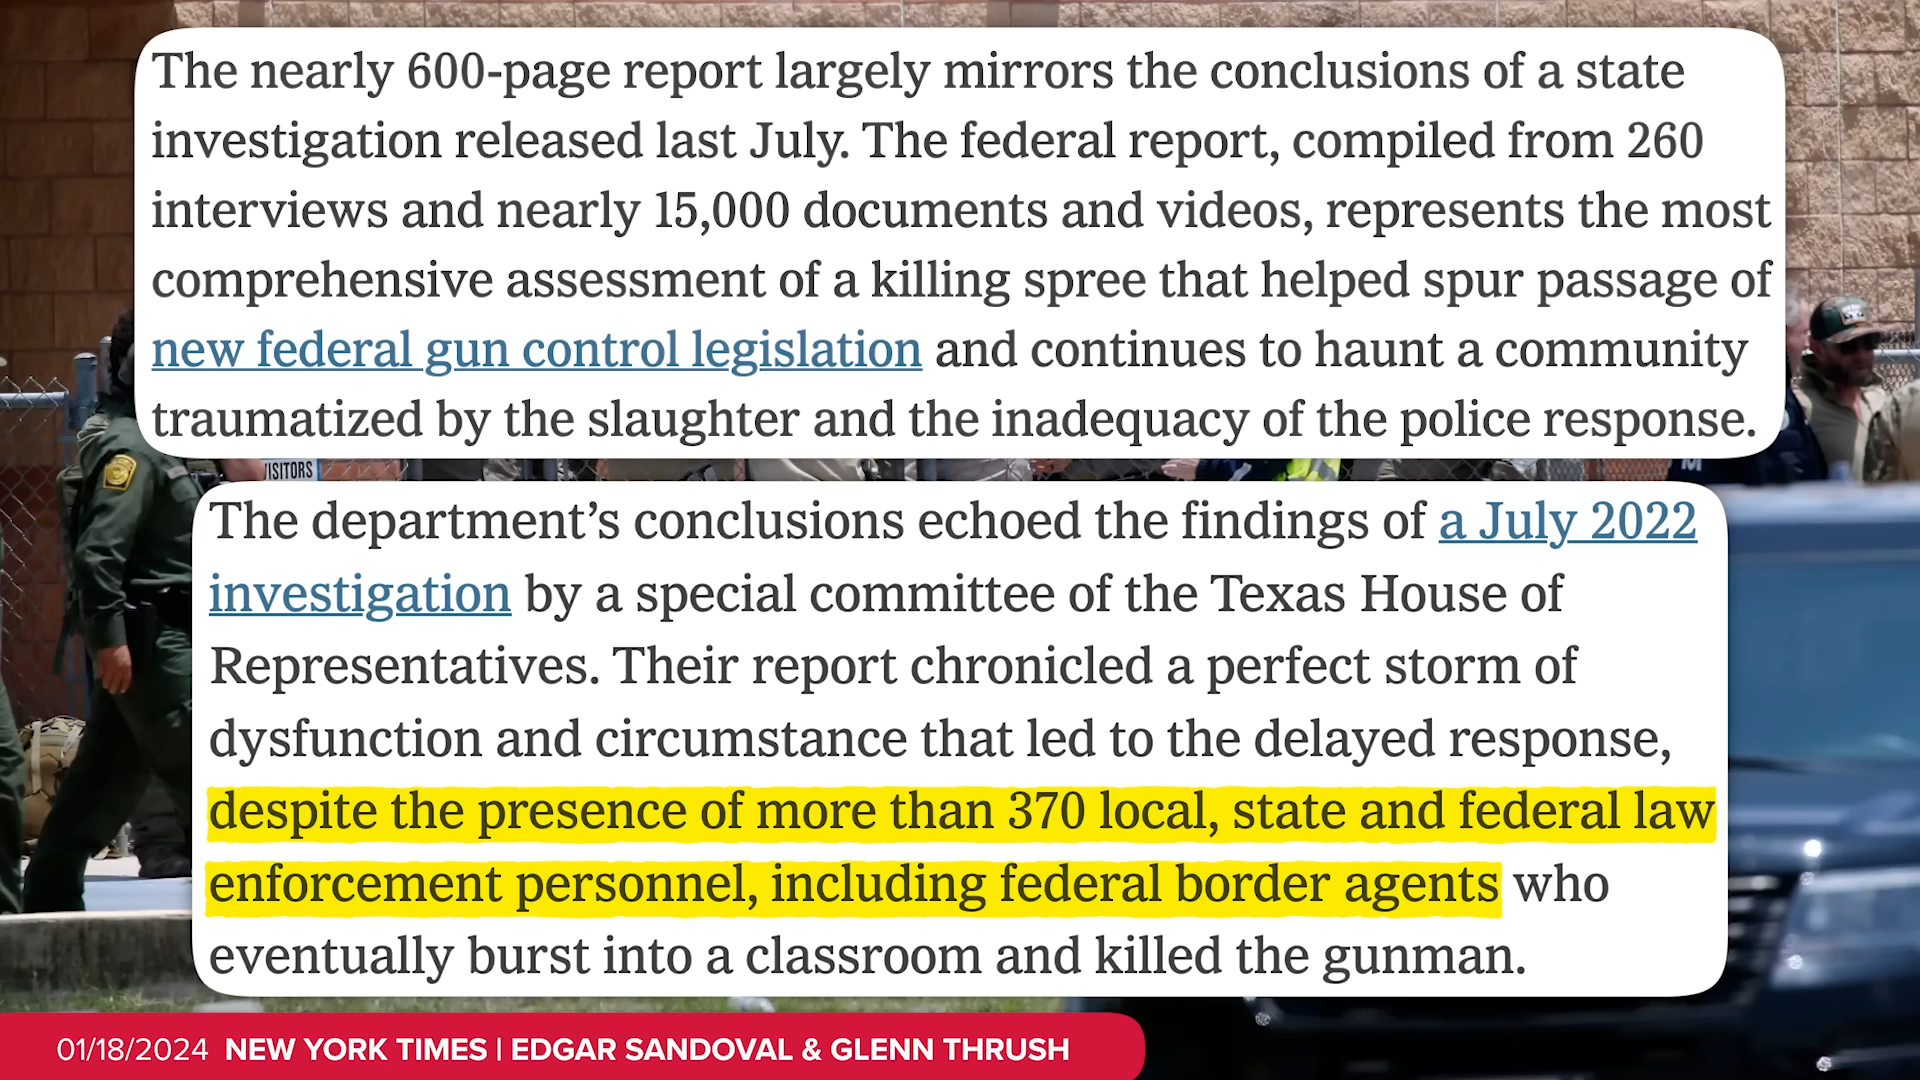 The nearly 600-page report largely mirrors the conclusions of a state
investigation released last July. The federal report, compiled from 260
interviews and nearly 15,000 documents and videos, represents the most
comprehensive assessment of a killing spree that helped spur passage of
new federal gun control legislation and continues to haunt a community
traumatized by the slaughter and the inadequacy of the police response.
VISITORS
The department’s conclusions echoed the findings of a July 2022
investigation by a special committee of the Texas House of
Representatives. Their report chronicled a perfect storm of
dysfunction and circumstance that led to the delayed response,
despite the presence of more than 370 local, state and federal law
enforcement personnel, including federal border agents who
eventually burst into a classroom and killed the gunman.
01/18/2024 NEW YORK TIMES | EDGAR SANDOVAL & GLENN THRUSH